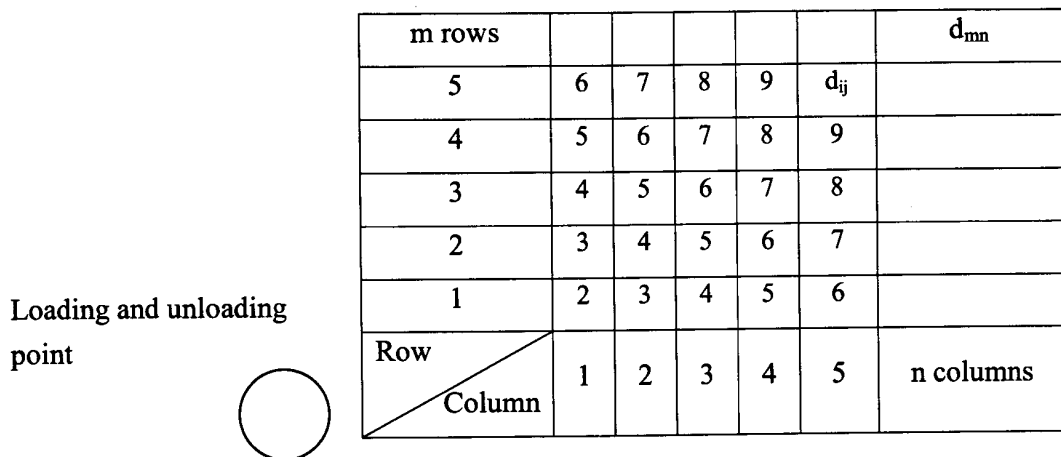 m rows d_mn
5 6 7 8 9 d_ij
4 5 6 7 8 9
3 4 5 6 7 8
2 3 4 5 6 7
1 2 3 4 5 6
Loading and unloading
point
Row
Column 1 2 3 4 5 n columns